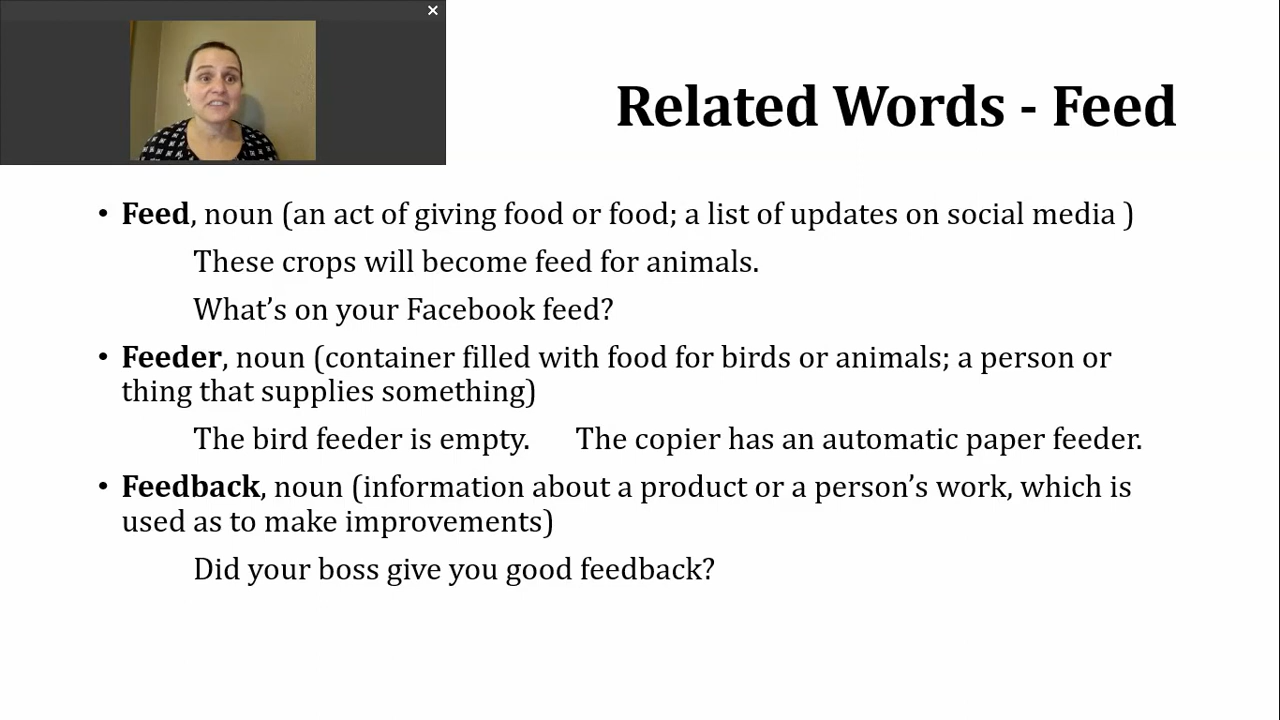 Related Words - Feed
• Feed, noun (an act of giving food or food; a list of updates on social media )
These crops will become feed for animals.
What's on your Facebook feed?
• Feeder, noun (container filled with food for birds or animals; a person or
thing that supplies something)
The bird feeder is empty. The copier has an automatic paper feeder.
• Feedback, noun (information about a product or a person's work, which is
used as to make improvements)
Did your boss give you good feedback?